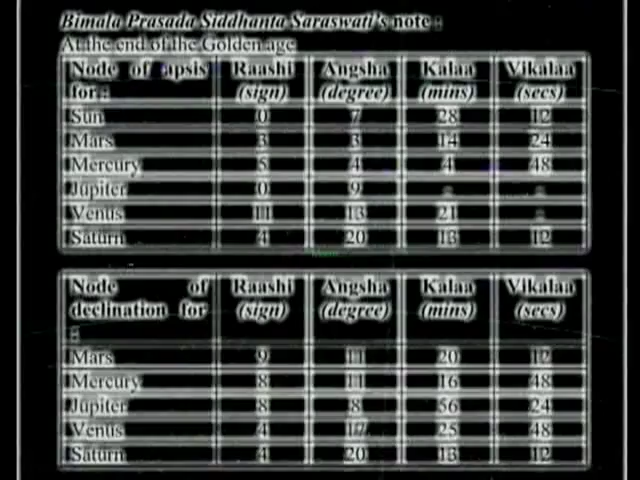 Bimala Prasada Siddhanta Saraswati's note :
At the end of the Golden age
Node of apsis for : Raashi (sign) Angsha (degree) Kalaa (mins) Vikalaa (secs)
Sun 0 7 28 12
Mars 3 3 14 24
Mercury 5 4 4 48
Jupiter 0 9 - -
Venus 11 13 21 -
Saturn 4 20 13 12
Node of declination for : Raashi (sign) Angsha (degree) Kalaa (mins) Vikalaa (secs)
Mars 9 11 20 12
Mercury 8 11 16 48
Jupiter 8 8 56 24
Venus 4 17 25 48
Saturn 4 20 13 12